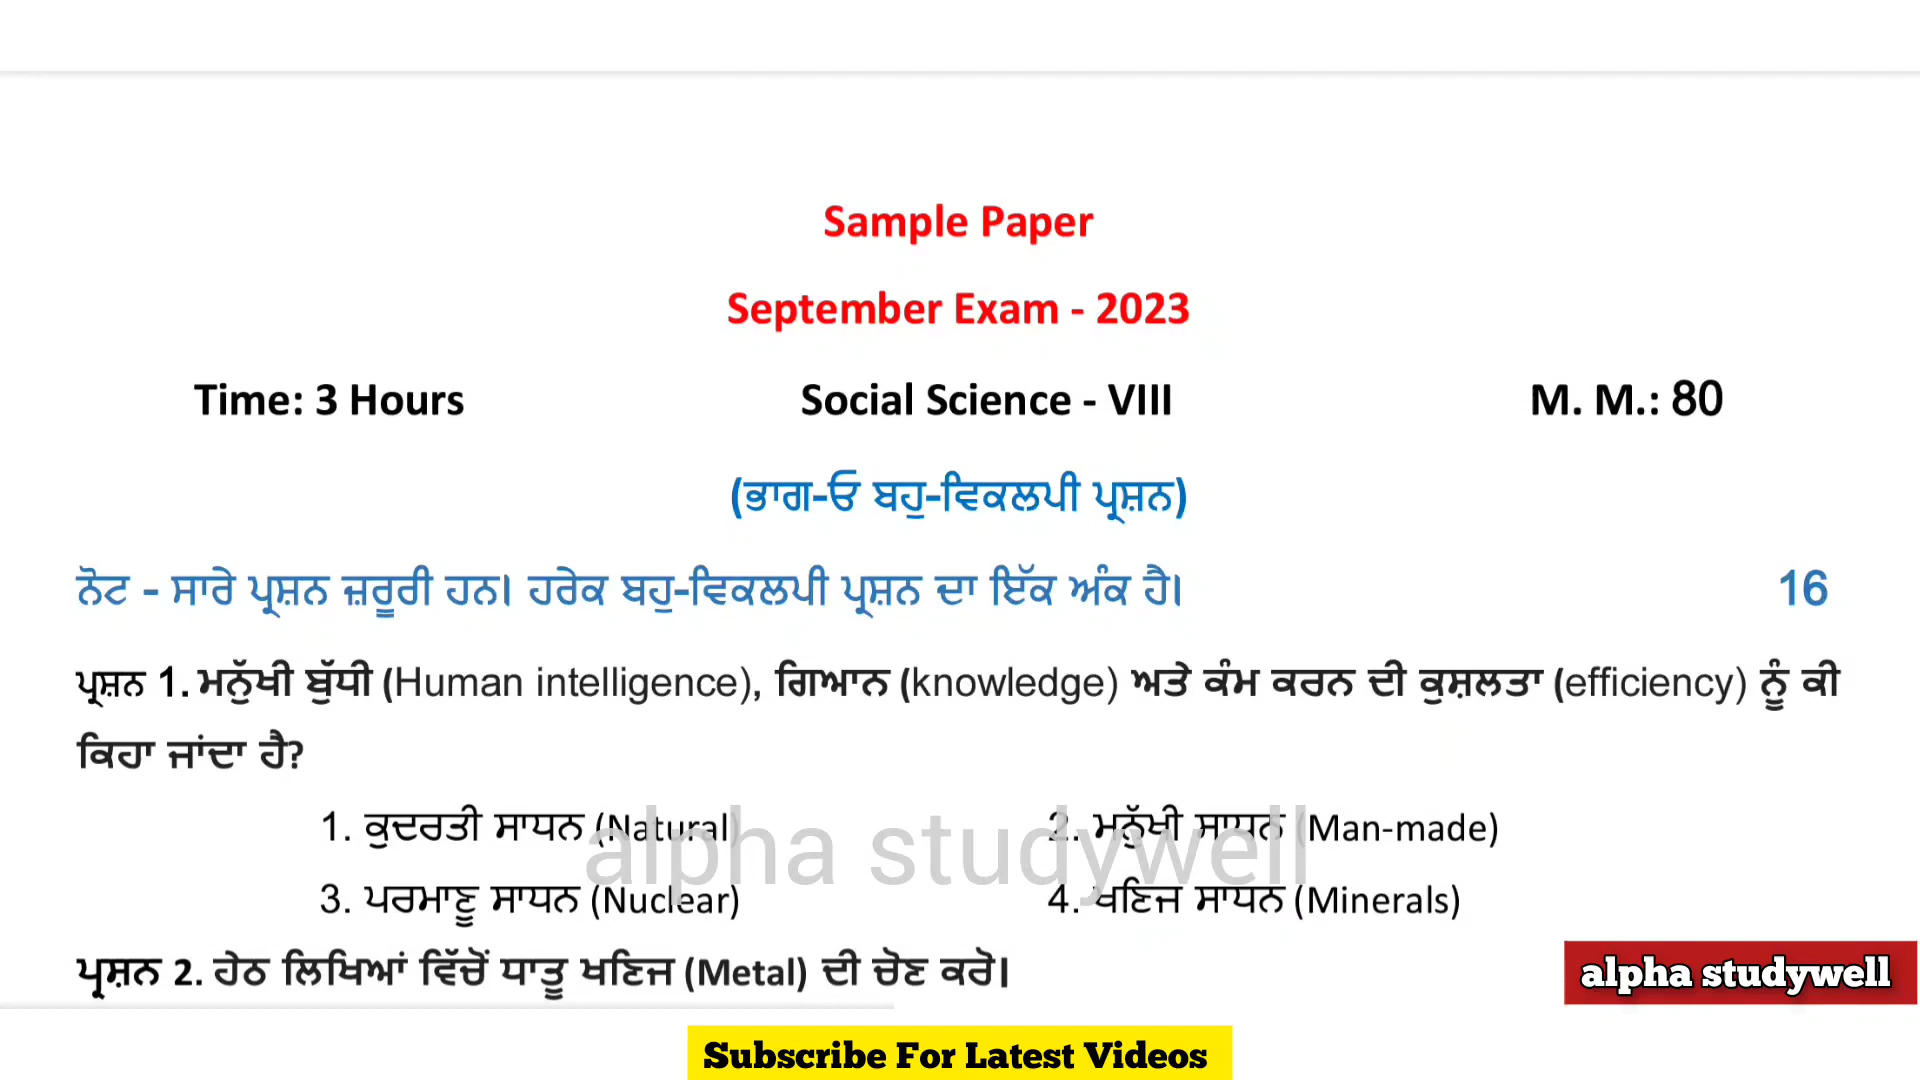 Sample Paper
September Exam - 2023
Time: 3 Hours Social Science - VIII M. M.: 80
(ਭਾਗ-ਓ ਬਹੁ-ਵਿਕਲਪੀ ਪ੍ਰਸ਼ਨ)
ਨੋਟ - ਸਾਰੇ ਪ੍ਰਸ਼ਨ ਜ਼ਰੂਰੀ ਹਨ। ਹਰੇਕ ਬਹੁ-ਵਿਕਲਪੀ ਪ੍ਰਸ਼ਨ ਦਾ ਇੱਕ ਅੰਕ ਹੈ। 16
ਪ੍ਰਸ਼ਨ 1. ਮਨੁੱਖੀ ਬੁੱਧੀ (Human intelligence), ਗਿਆਨ (knowledge) ਅਤੇ ਕੰਮ ਕਰਨ ਦੀ ਕੁਸ਼ਲਤਾ (efficiency) ਨੂੰ ਕੀ
ਕਿਹਾ ਜਾਂਦਾ ਹੈ?
1. ਕੁਦਰਤੀ ਸਾਧਨ (Natural) 2. ਮਨੁੱਖੀ ਸਾਧਨ (Man-made)
alpha studywell
3. ਪਰਮਾਣੂ ਸਾਧਨ (Nuclear) 4. ਖਣਿਜ ਸਾਧਨ (Minerals)
ਪ੍ਰਸ਼ਨ 2. ਹੇਠ ਲਿਖਿਆਂ ਵਿੱਚੋਂ ਧਾਤੂ ਖਣਿਜ (Metal) ਦੀ ਚੋਣ ਕਰੋ।
alpha studywell
Subscribe For Latest Videos